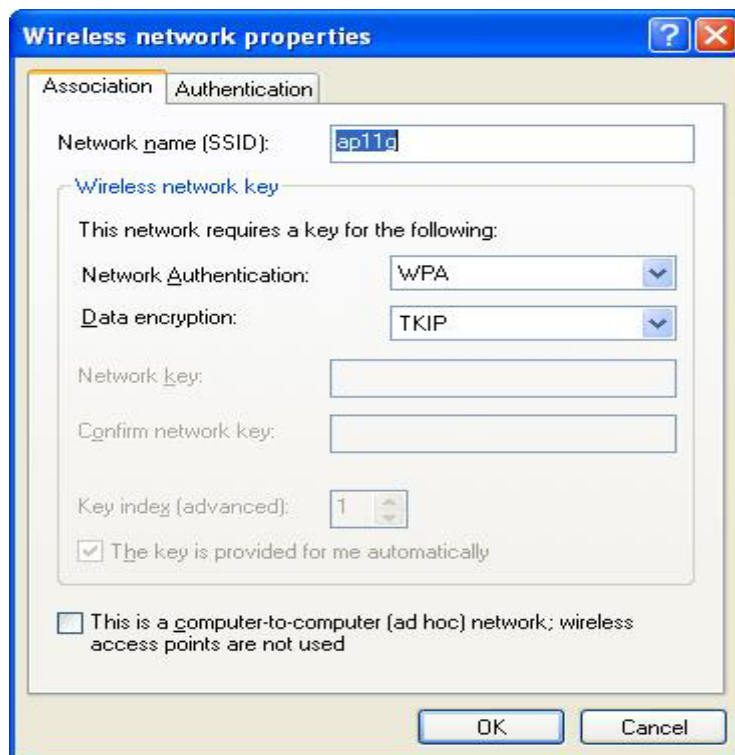 Wireless network properties
Association Authentication
Network name (SSID): ap11g
Wireless network key
This network requires a key for the following:
Network Authentication: WPA
Data encryption: TKIP
Network key:
Confirm network key:
Key index (advanced): 1
The key is provided for me automatically
This is a computer-to-computer (ad hoc) network; wireless
access points are not used
OK Cancel